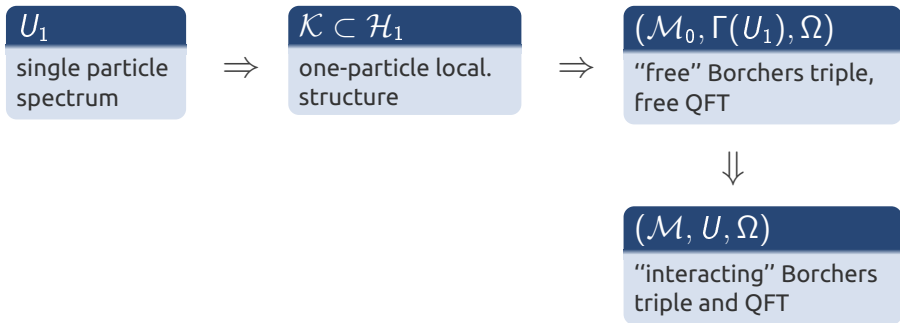 U₁
single particle
spectrum
⇒
𝒦 ⊂ ℋ₁
one-particle local.
structure
⇒
(ℳ₀, Γ(U₁), Ω)
“free” Borchers triple,
free QFT
⇓
(ℳ, U, Ω)
“interacting” Borchers
triple and QFT